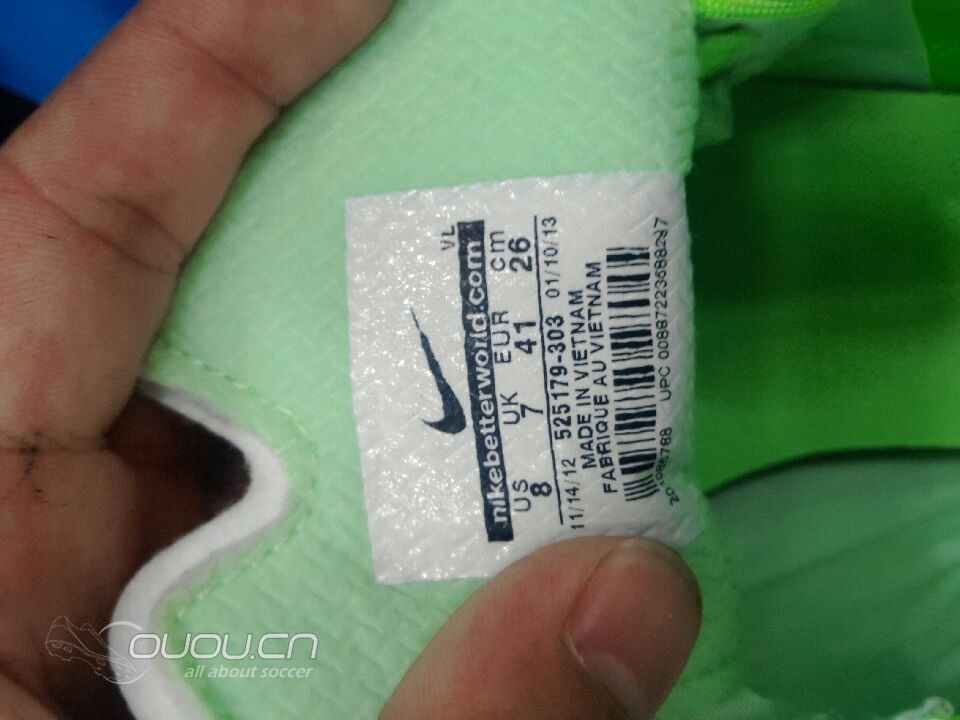 VL
nikebetterworld.com
US UK EUR cm
8 7 41 26
11/14/12 525179-303 01/10/13
MADE IN VIETNAM
FABRIQUE AU VIETNAM
UPC 00887223688297
OUOU.CN
all about soccer